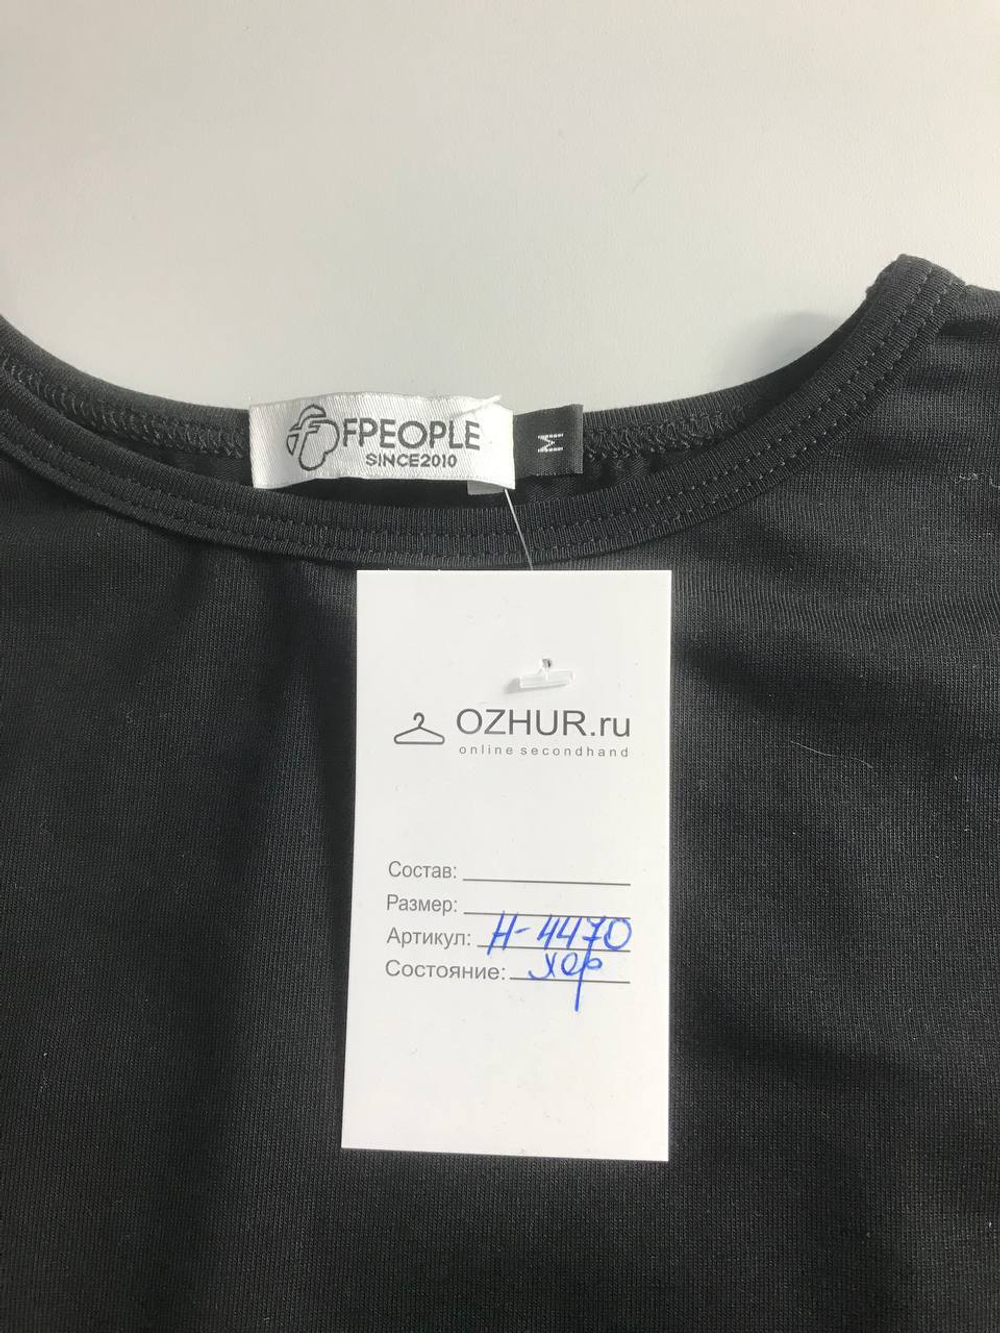 FPEOPLE
SINCE2010
M
OZHUR.ru
online secondhand
Состав:
Размер:
Артикул: Н-4470
Состояние: хор